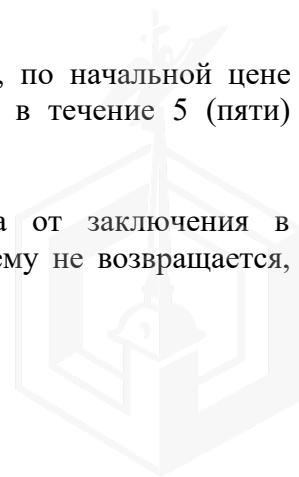 , по начальной цене
в течение 5 (пяти)
а от заключения в
ему не возвращается,